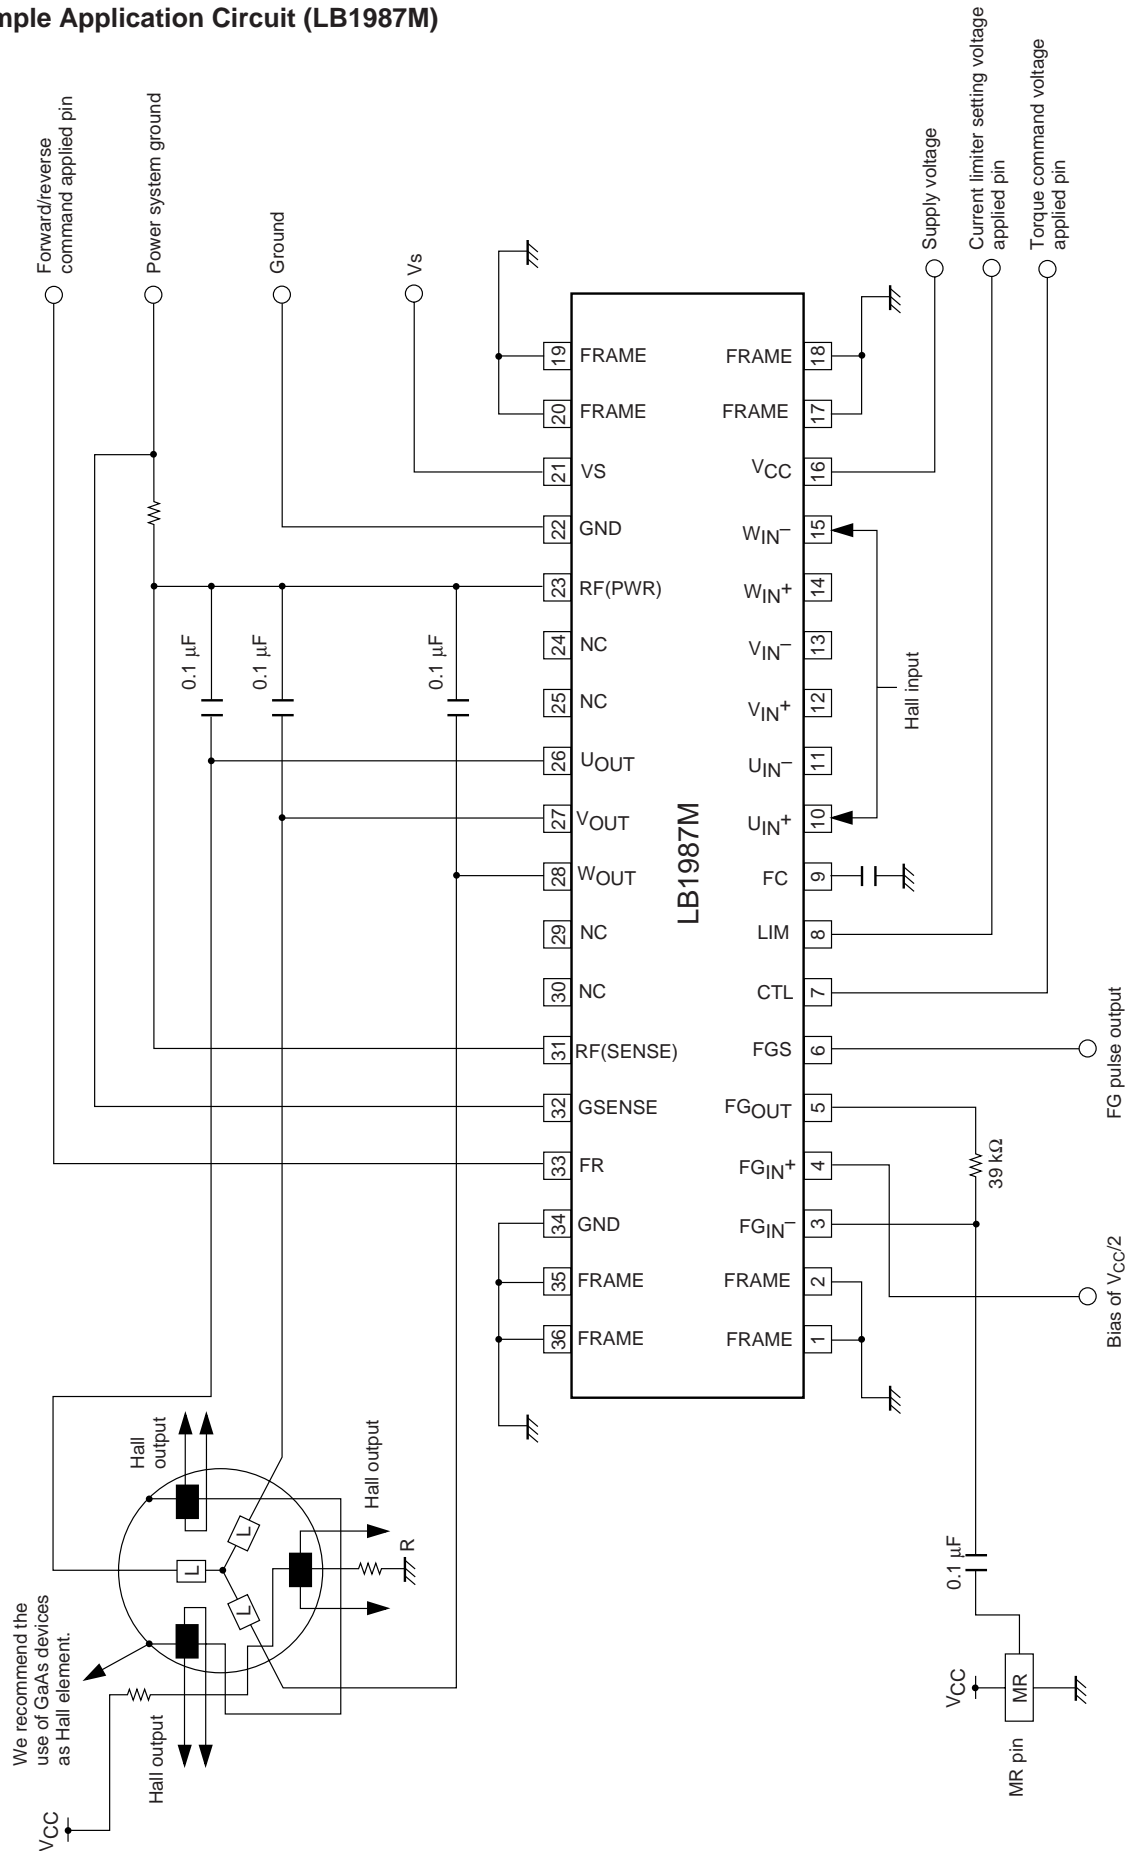 mple Application Circuit (LB1987M)
Forward/reverse
command applied pin
Power system ground
Ground
Vs
Supply voltage
Current limiter setting voltage
applied pin
Torque command voltage
applied pin
19 FRAME
FRAME 18
20 FRAME
FRAME 17
21 VS
VCC 16
22 GND
WIN− 15
23 RF(PWR)
WIN+ 14
24 NC
VIN− 13
25 NC
VIN+ 12
26 UOUT
UIN− 11
27 VOUT
UIN+ 10
28 WOUT
FC 9
29 NC
LIM 8
30 NC
CTL 7
31 RF(SENSE)
FGS 6
32 GSENSE
FGOUT 5
33 FR
FGIN+ 4
34 GND
FGIN− 3
35 FRAME
FRAME 2
36 FRAME
FRAME 1
LB1987M
0.1 µF
0.1 µF
0.1 µF
Hall input
FG pulse output
39 kΩ
Bias of VCC/2
Hall
output
Hall output
R
L
L
L
We recommend the
use of GaAs devices
as Hall element.
Hall output
VCC
0.1 µF
VCC
MR
MR pin